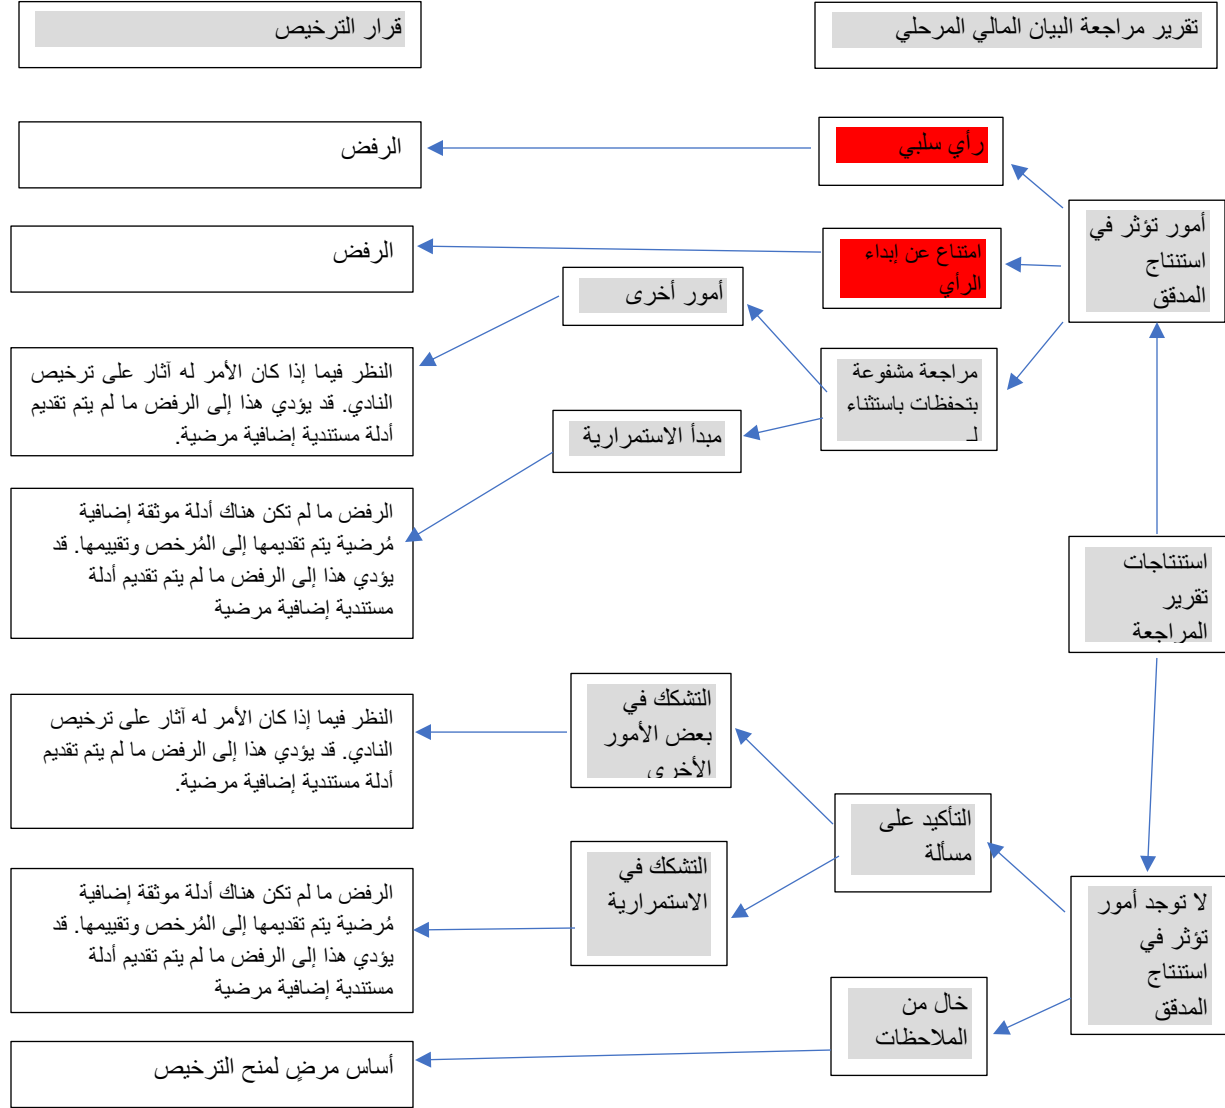 تقرير مراجعة البيان المالي المرحلي
قرار الترخيص
رأي سلبي
الرفض
أمور تؤثر في
استنتاج
المدقق
امتناع عن إبداء
الرأي
الرفض
أمور أخرى
مراجعة مشفوعة
بتحفظات باستثناء
لـ
النظر فيما إذا كان الأمر له آثار على ترخيص
النادي. قد يؤدي هذا إلى الرفض ما لم يتم تقديم
أدلة مستندية إضافية مرضية.
مبدأ الاستمرارية
الرفض ما لم تكن هناك أدلة موثقة إضافية
مُرضية يتم تقديمها إلى المُرخص وتقييمها. قد
يؤدي هذا إلى الرفض ما لم يتم تقديم أدلة
مستندية إضافية مرضية
استنتاجات
تقرير
المراجعة
التشكك في
بعض الأمور
الأخرى
النظر فيما إذا كان الأمر له آثار على ترخيص
النادي. قد يؤدي هذا إلى الرفض ما لم يتم تقديم
أدلة مستندية إضافية مرضية.
التأكيد على
مسألة
التشكك في
الاستمرارية
الرفض ما لم تكن هناك أدلة موثقة إضافية
مُرضية يتم تقديمها إلى المُرخص وتقييمها. قد
يؤدي هذا إلى الرفض ما لم يتم تقديم أدلة
مستندية إضافية مرضية
لا توجد أمور
تؤثر في
استنتاج
المدقق
خال من
الملاحظات
أساس مرضٍ لمنح الترخيص